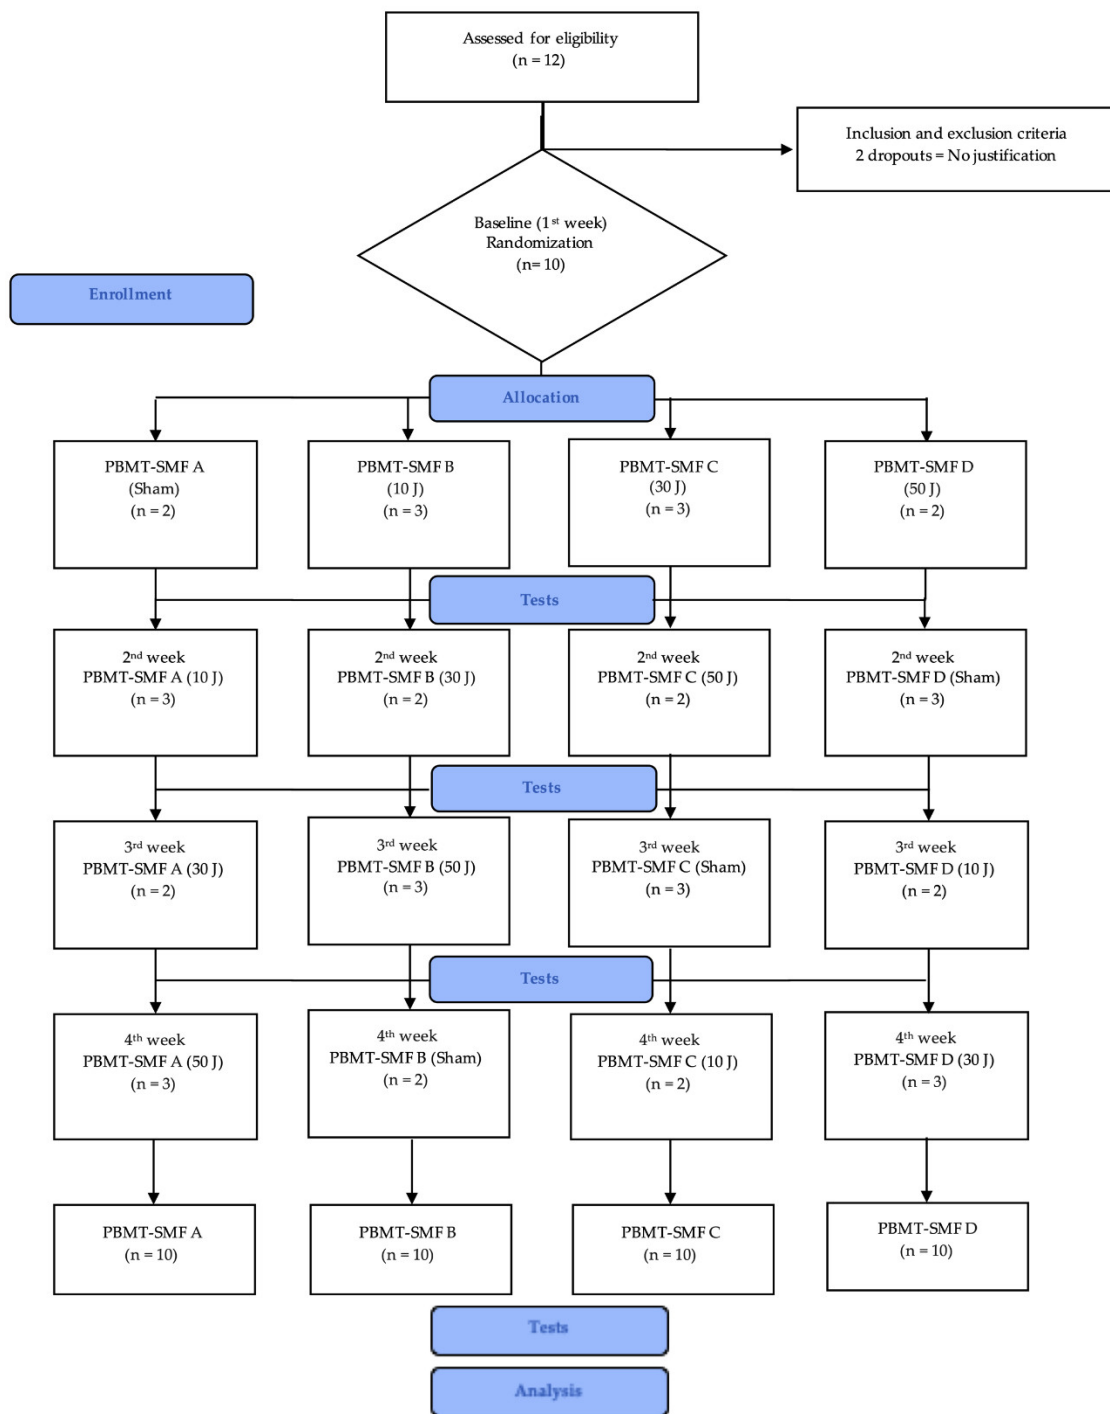 Assessed for eligibility
(n = 12)
Inclusion and exclusion criteria
2 dropouts = No justification
Baseline (1st week)
Randomization
(n= 10)
Enrollment
Allocation
PBMT-SMF A
(Sham)
(n = 2)
PBMT-SMF B
(10 J)
(n = 3)
PBMT-SMF C
(30 J)
(n = 3)
PBMT-SMF D
(50 J)
(n = 2)
Tests
2nd week
PBMT-SMF A (10 J)
(n = 3)
2nd week
PBMT-SMF B (30 J)
(n = 2)
2nd week
PBMT-SMF C (50 J)
(n = 2)
2nd week
PBMT-SMF D (Sham)
(n = 3)
Tests
3rd week
PBMT-SMF A (30 J)
(n = 2)
3rd week
PBMT-SMF B (50 J)
(n = 3)
3rd week
PBMT-SMF C (Sham)
(n = 3)
3rd week
PBMT-SMF D (10 J)
(n = 2)
Tests
4th week
PBMT-SMF A (50 J)
(n = 3)
4th week
PBMT-SMF B (Sham)
(n = 2)
4th week
PBMT-SMF C (10 J)
(n = 2)
4th week
PBMT-SMF D (30 J)
(n = 3)
PBMT-SMF A
(n = 10)
PBMT-SMF B
(n = 10)
PBMT-SMF C
(n = 10)
PBMT-SMF D
(n = 10)
Tests
Analysis